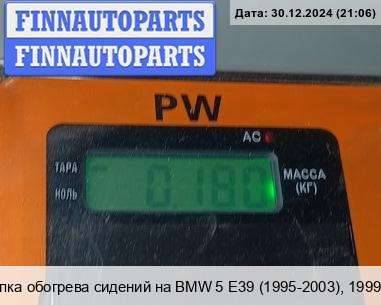 FINNAUTOPARTS
FINNAUTOPARTS
Дата: 30.12.2024 (21:06)
PW
AC
ТАРА
НОЛЬ
0.180
МАССА
(КГ)
пка обогрева сидений на BMW 5 E39 (1995-2003), 1999